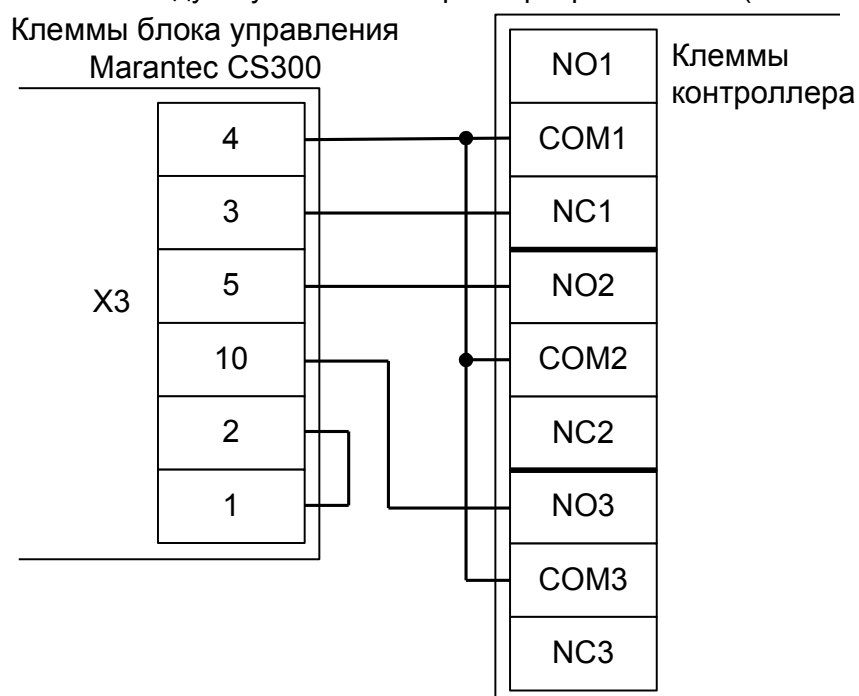 Клеммы блока управления
Marantec CS300
Клеммы
контроллера
X3
4
3
5
10
2
1
NO1
COM1
NC1
NO2
COM2
NC2
NO3
COM3
NC3